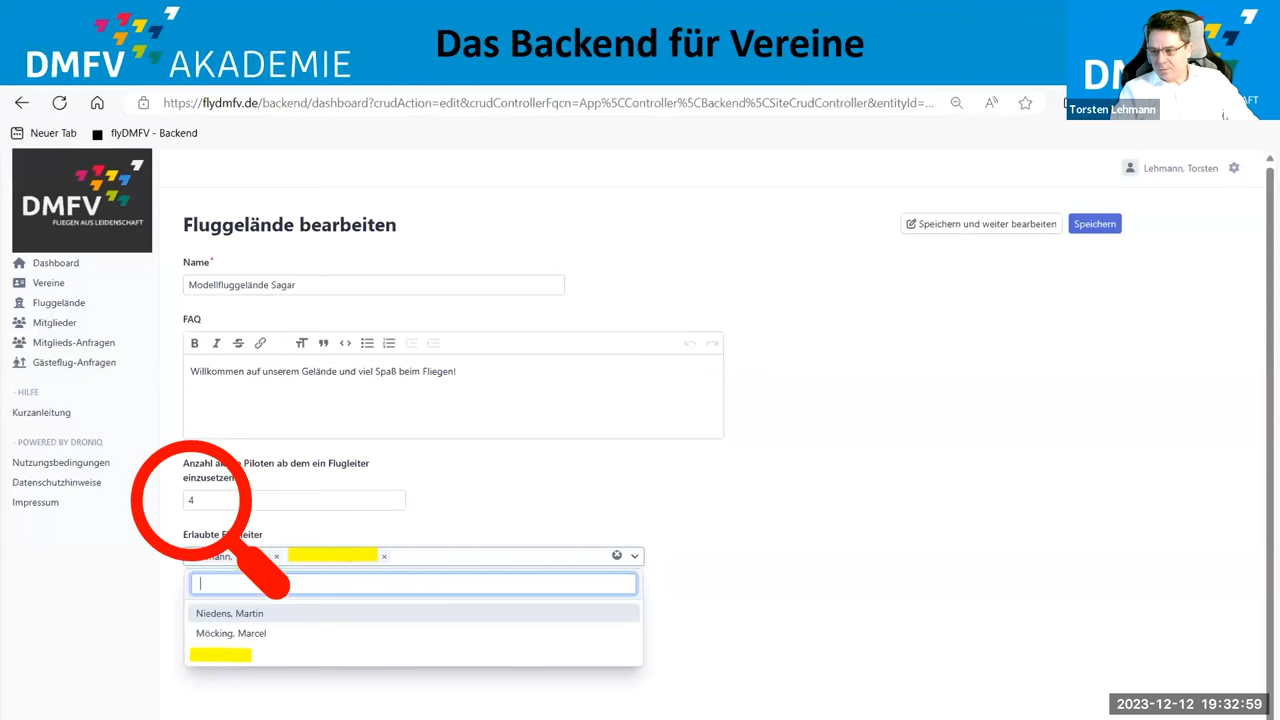 DMFV AKADEMIE
Das Backend für Vereine
Torsten Lehmann
https://flydmfv.de/backend/dashboard?crudAction=edit&crudControllerFqcn=App%5CController%5CBackend%5CSiteCrudController&entityId=...
Neuer Tab
flyDMFV - Backend
DMFV
FLIEGEN AUS LEIDENSCHAFT
Lehmann, Torsten
Dashboard
Vereine
Fluggelände
Mitglieder
Mitglieds-Anfragen
Gästeflug-Anfragen
- HILFE
Kurzanleitung
- POWERED BY DRONIQ
Nutzungsbedingungen
Datenschutzhinweise
Impressum
Fluggelände bearbeiten
Speichern und weiter bearbeiten
Speichern
Name*
Modellfluggelände Sagar
FAQ
Willkommen auf unserem Gelände und viel Spaß beim Fliegen!
Anzahl Piloten ab dem ein Flugleiter
einzusetzen
4
Erlaubte
Niedens, Martin
Möcking, Marcel
2023-12-12 19:32:59